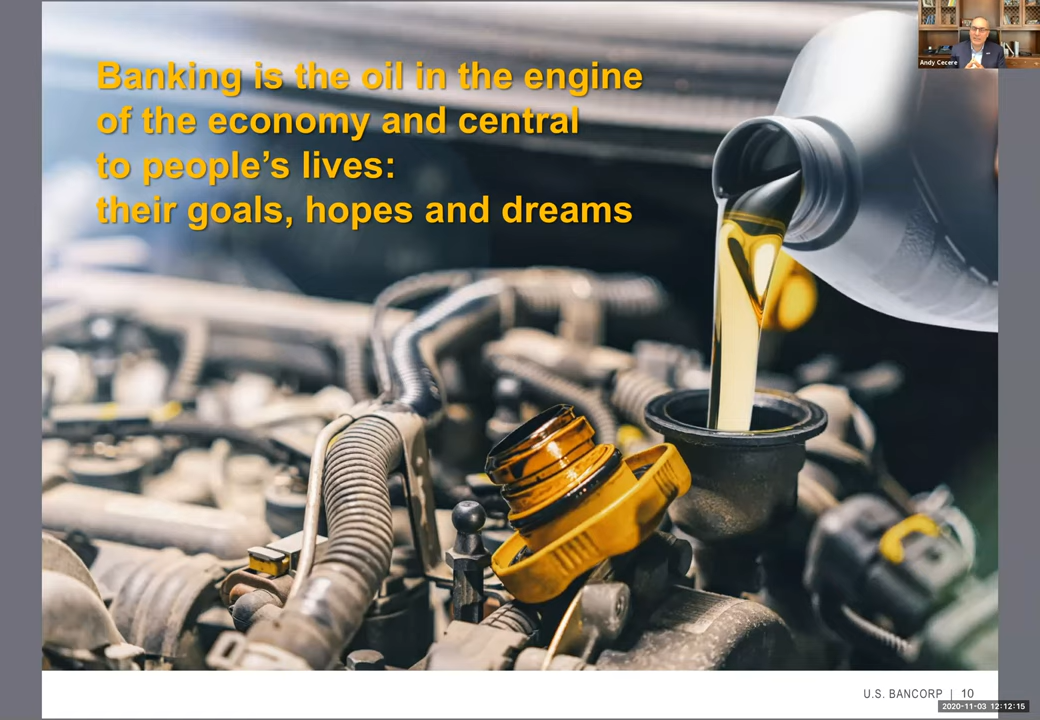 Banking is the oil in the engine
of the economy and central
to people’s lives:
their goals, hopes and dreams
Andy Cecere
U.S. BANCORP | 10
2020-11-03 12:12:15